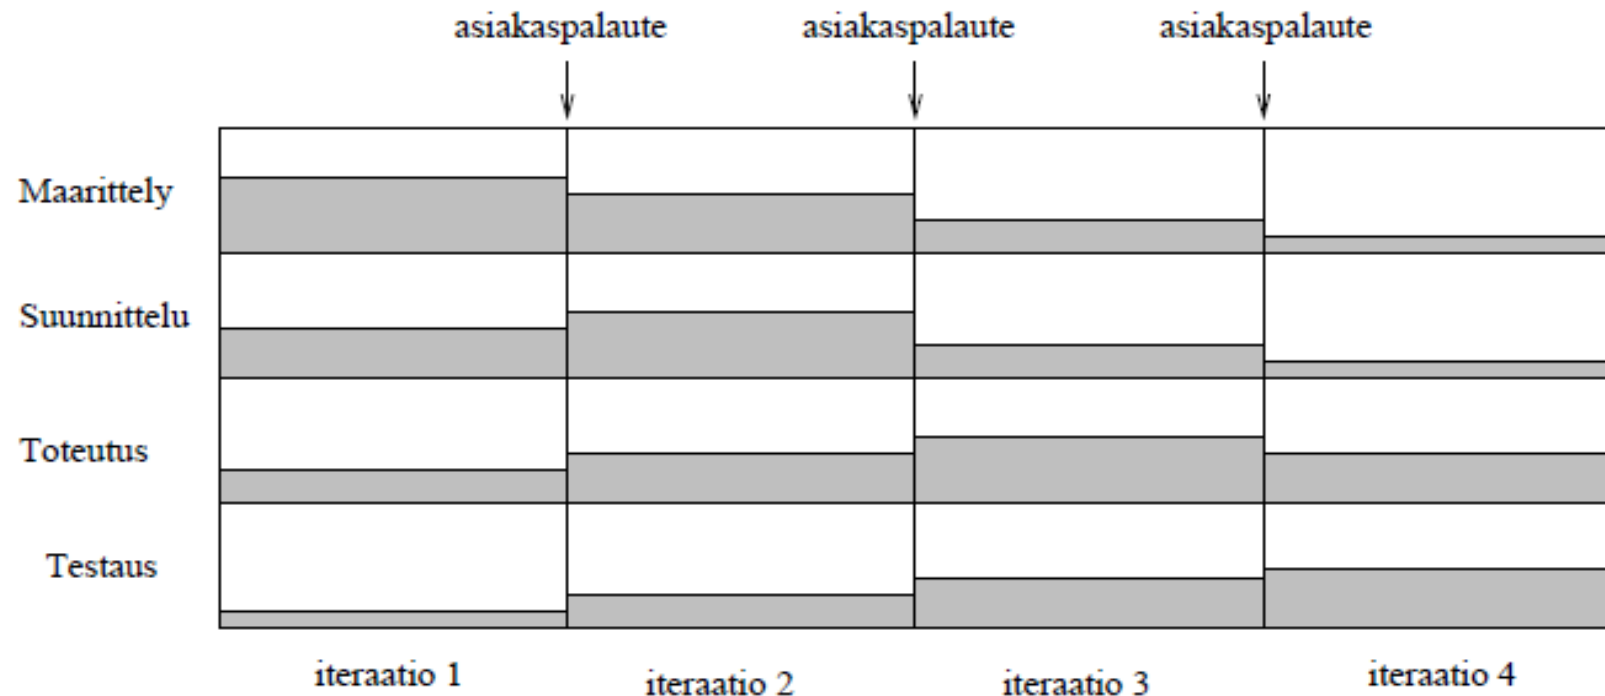 asiakaspalaute asiakaspalaute asiakaspalaute
Maarittely
Suunnittelu
Toteutus
Testaus
iteraatio 1 iteraatio 2 iteraatio 3 iteraatio 4